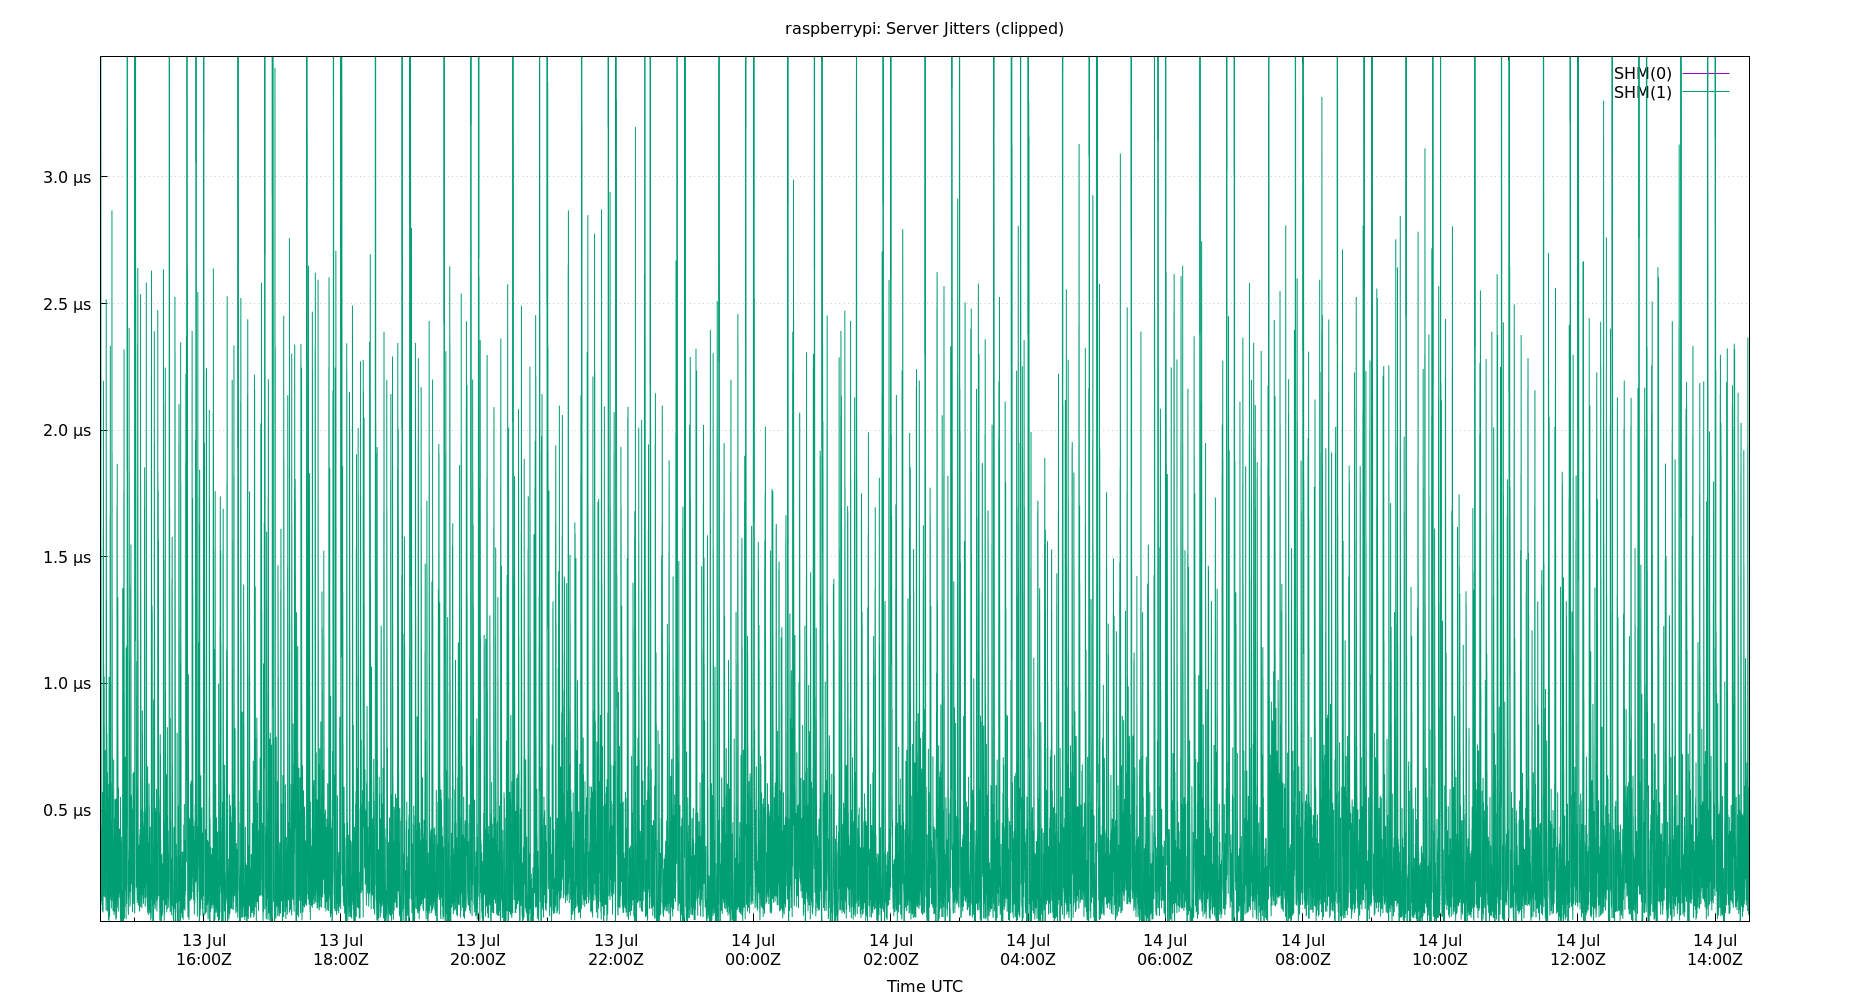 raspberrypi: Server Jitters (clipped)
SHM(0)
SHM(1)
3.0 µs
2.5 µs
2.0 µs
1.5 µs
1.0 µs
0.5 µs
13 Jul 13 Jul 13 Jul 13 Jul 14 Jul 14 Jul 14 Jul 14 Jul 14 Jul 14 Jul 14 Jul 14 Jul
16:00Z 18:00Z 20:00Z 22:00Z 00:00Z 02:00Z 04:00Z 06:00Z 08:00Z 10:00Z 12:00Z 14:00Z
Time UTC